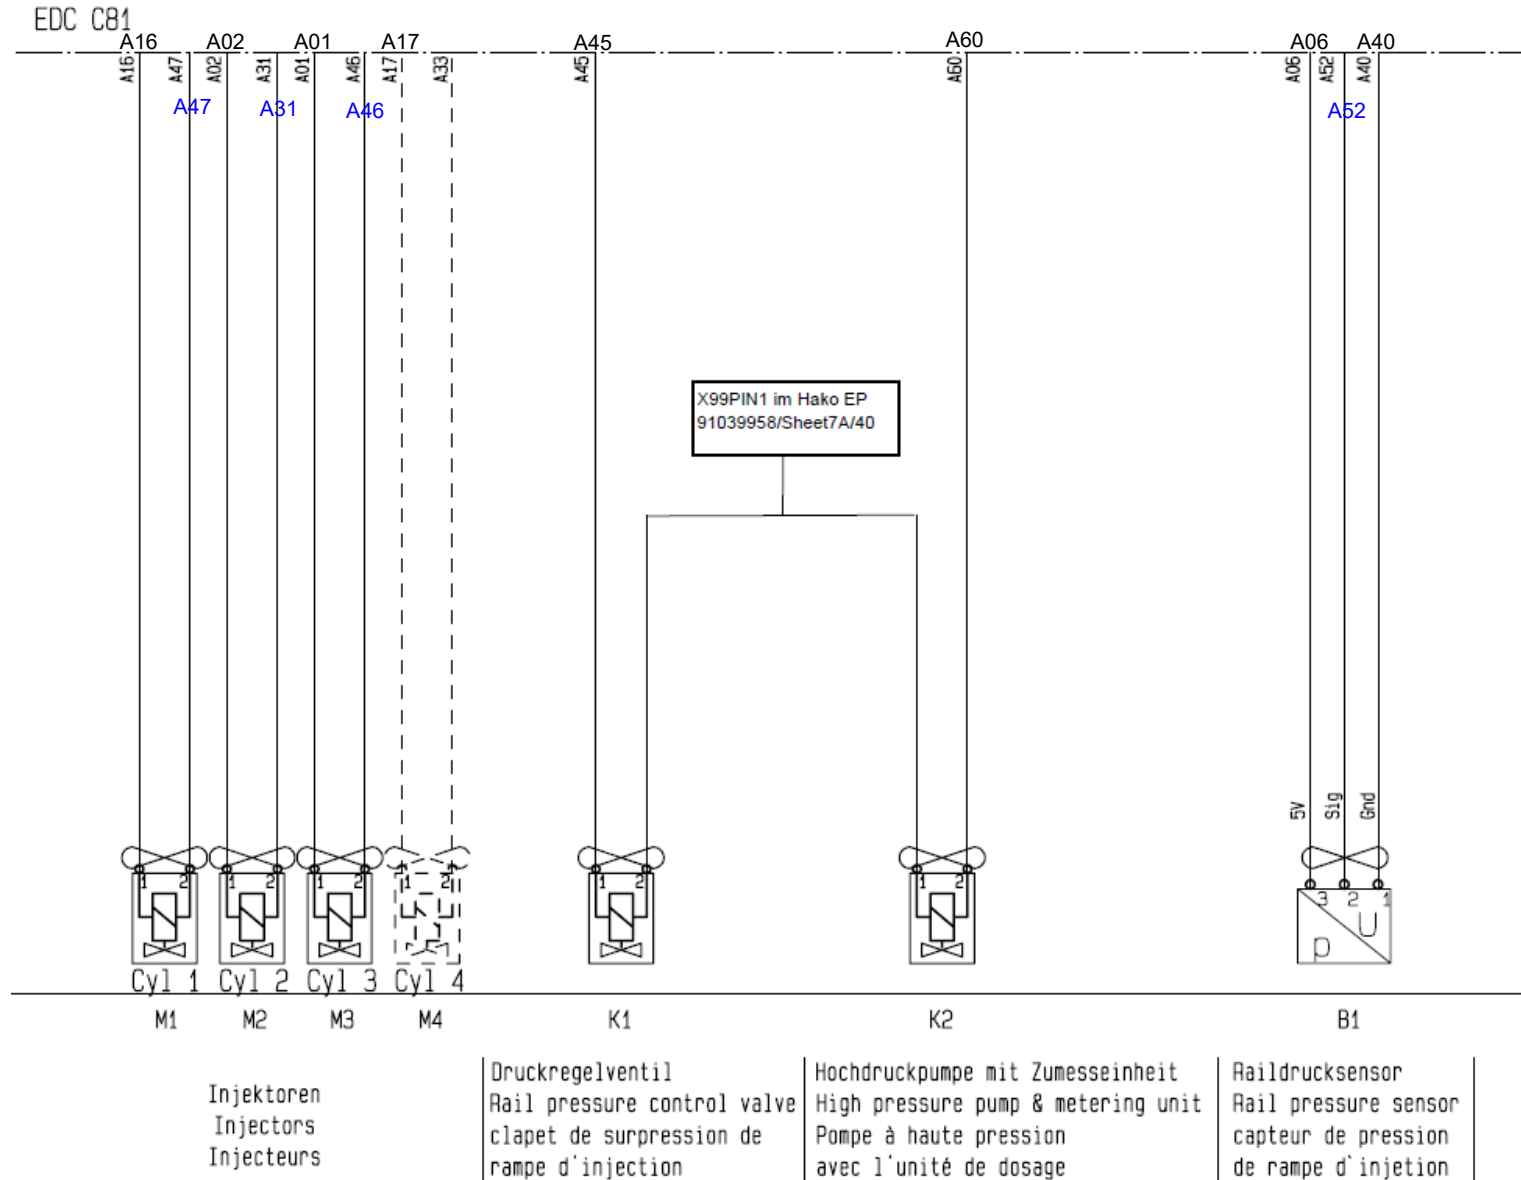 EDC C81
A16 A02 A01 A17 A45 A60 A06 A40
A16 A47 A02 A31 A01 A46 A17 A33 A45 A60 A06 A52 A40
A47 A31 A46 A52
X99PIN1 im Hako EP
91039958/Sheet7A/40
5V Sig Gnd
1 2 1 2 1 2 1 2 1 2 1 2 3 2 1
p U
Cyl 1 Cyl 2 Cyl 3 Cyl 4
M1 M2 M3 M4 K1 K2 B1
Injektoren
Injectors
Injecteurs
Druckregelventil
Rail pressure control valve
clapet de surpression de
rampe d'injection
Hochdruckpumpe mit Zumesseinheit
High pressure pump & metering unit
Pompe à haute pression
avec l'unité de dosage
Raildrucksensor
Rail pressure sensor
capteur de pression
de rampe d'injetion